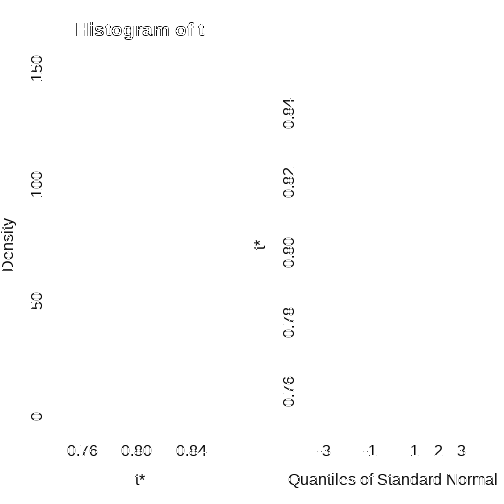 Histogram of t
150
100
50
0
Density
0.76 0.80 0.84
t*
0.84
0.82
0.80
0.78
0.76
t*
-3 -1 1 2 3
Quantiles of Standard Normal